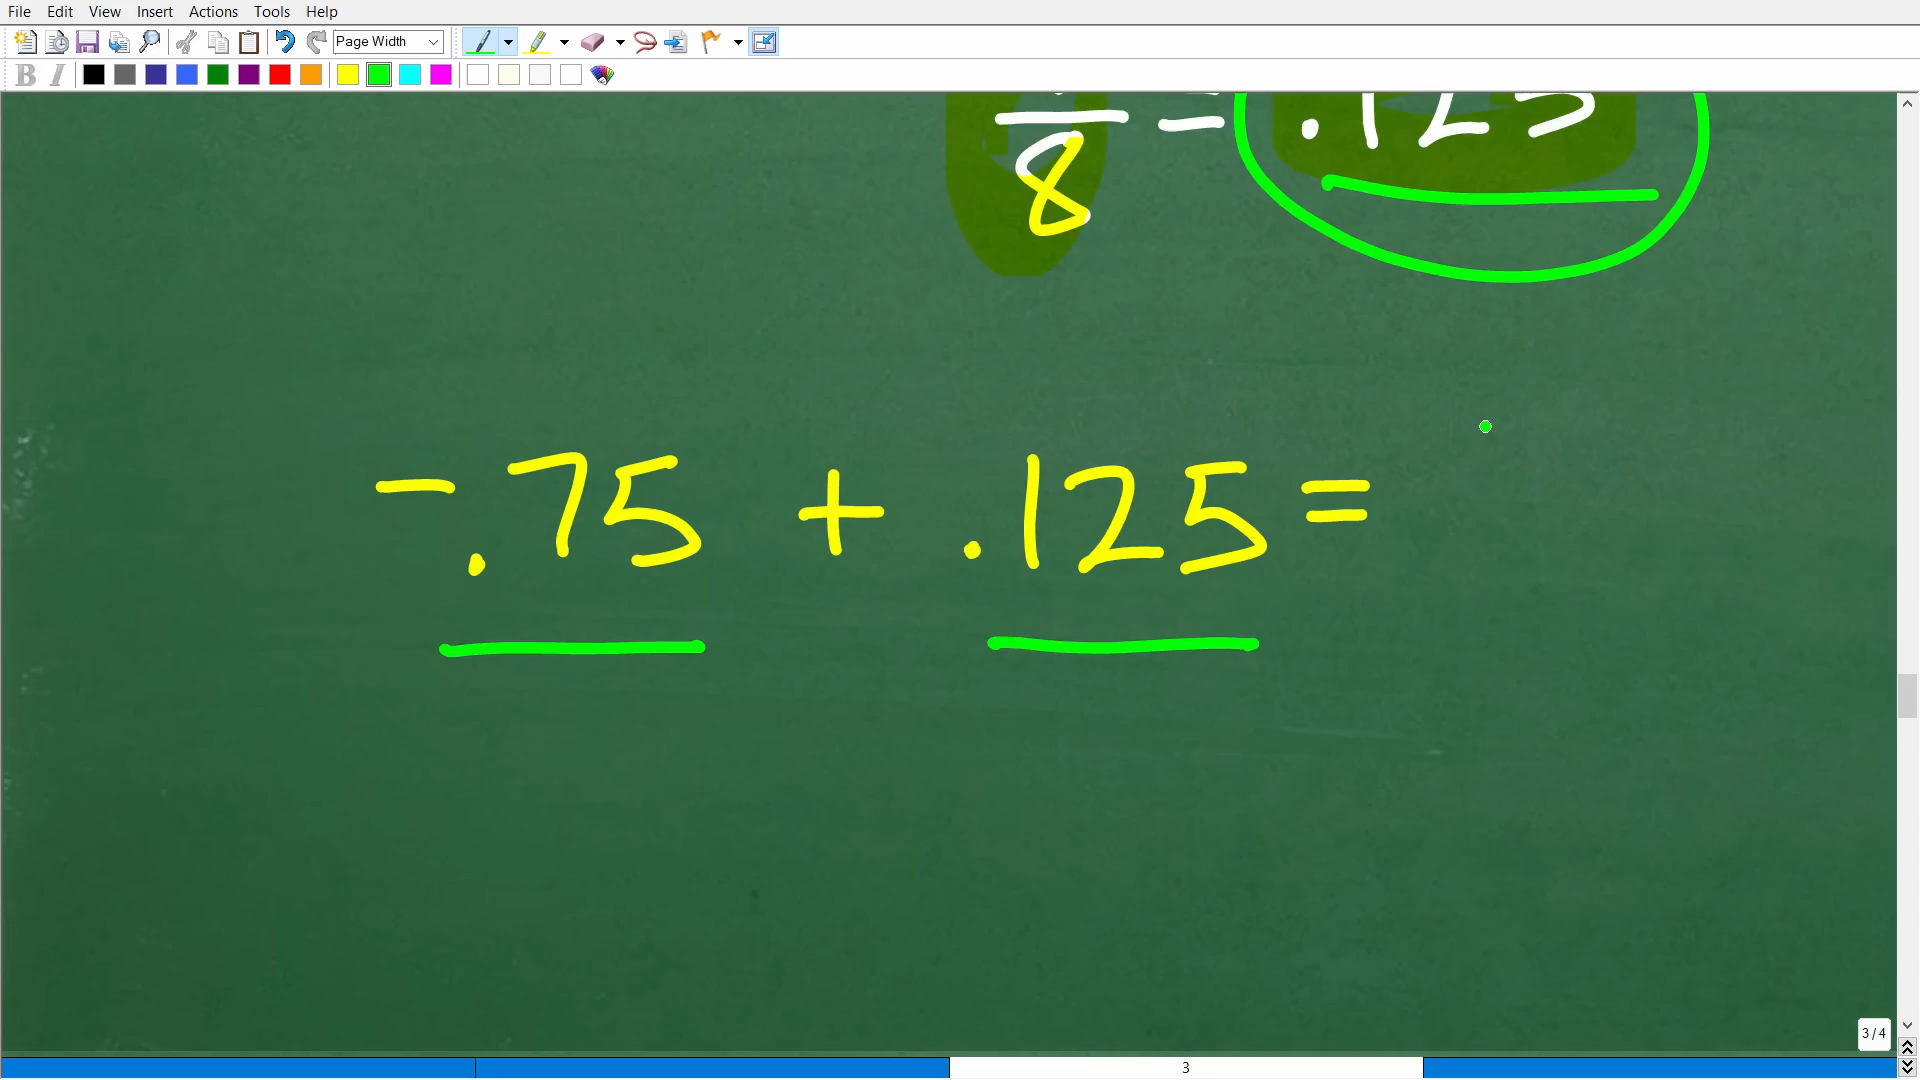 File Edit View Insert Actions Tools Help
Page Width
B I
8 = .125
-.75 + .125 =
3 / 4
3